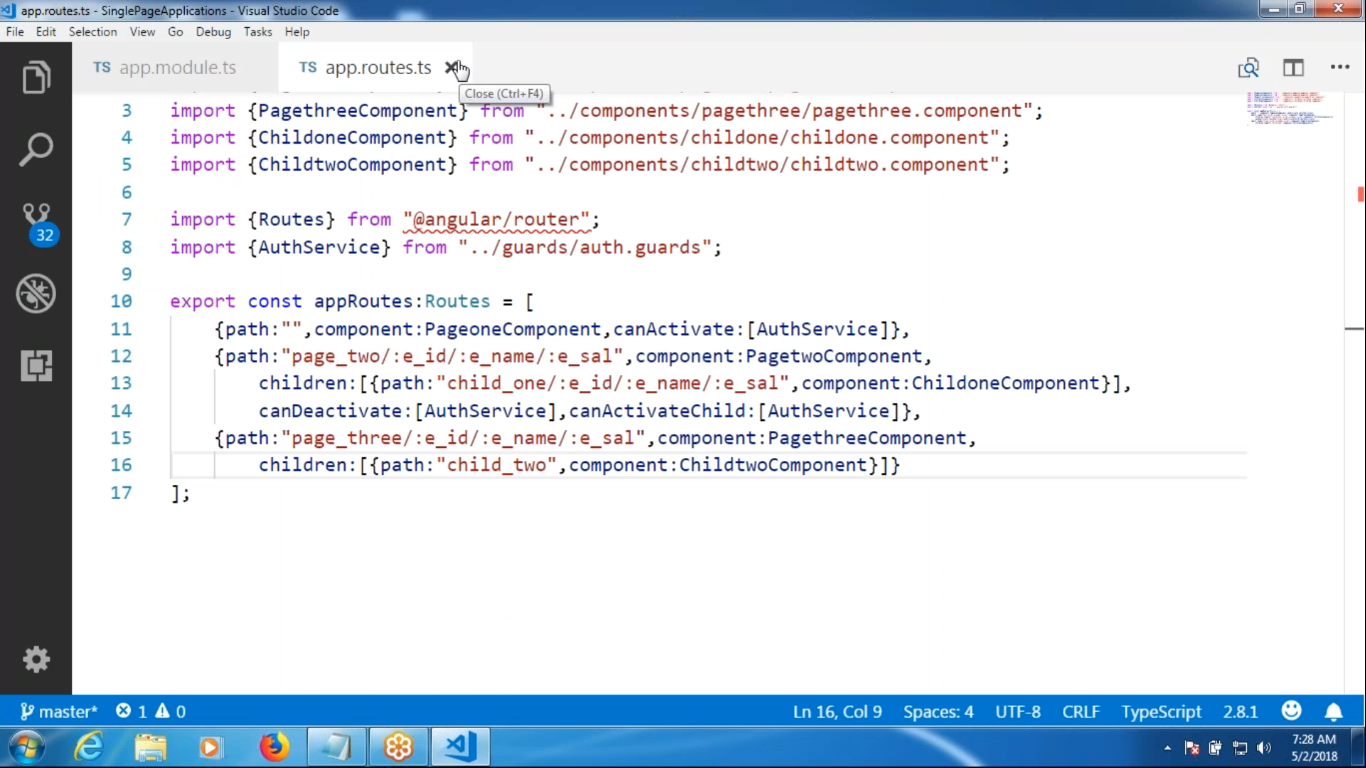 app.routes.ts - SinglePageApplications - Visual Studio Code
File Edit Selection View Go Debug Tasks Help
TS app.module.ts TS app.routes.ts
Close (Ctrl+F4)
3 import {PagethreeComponent} from "../components/pagethree/pagethree.component";
4 import {ChildoneComponent} from "../components/childone/childone.component";
5 import {ChildtwoComponent} from "../components/childtwo/childtwo.component";
6
7 import {Routes} from "@angular/router";
8 import {AuthService} from "../guards/auth.guards";
9
10 export const appRoutes:Routes = [
11 {path:"",component:PageoneComponent,canActivate:[AuthService]},
12 {path:"page_two/:e_id/:e_name/:e_sal",component:PagetwoComponent,
13 children:[{path:"child_one/:e_id/:e_name/:e_sal",component:ChildoneComponent}],
14 canDeactivate:[AuthService],canActivateChild:[AuthService]},
15 {path:"page_three/:e_id/:e_name/:e_sal",component:PagethreeComponent,
16 children:[{path:"child_two",component:ChildtwoComponent}]}
17 ];
32
master* 1 0 Ln 16, Col 9 Spaces: 4 UTF-8 CRLF TypeScript 2.8.1
7:28 AM
5/2/2018